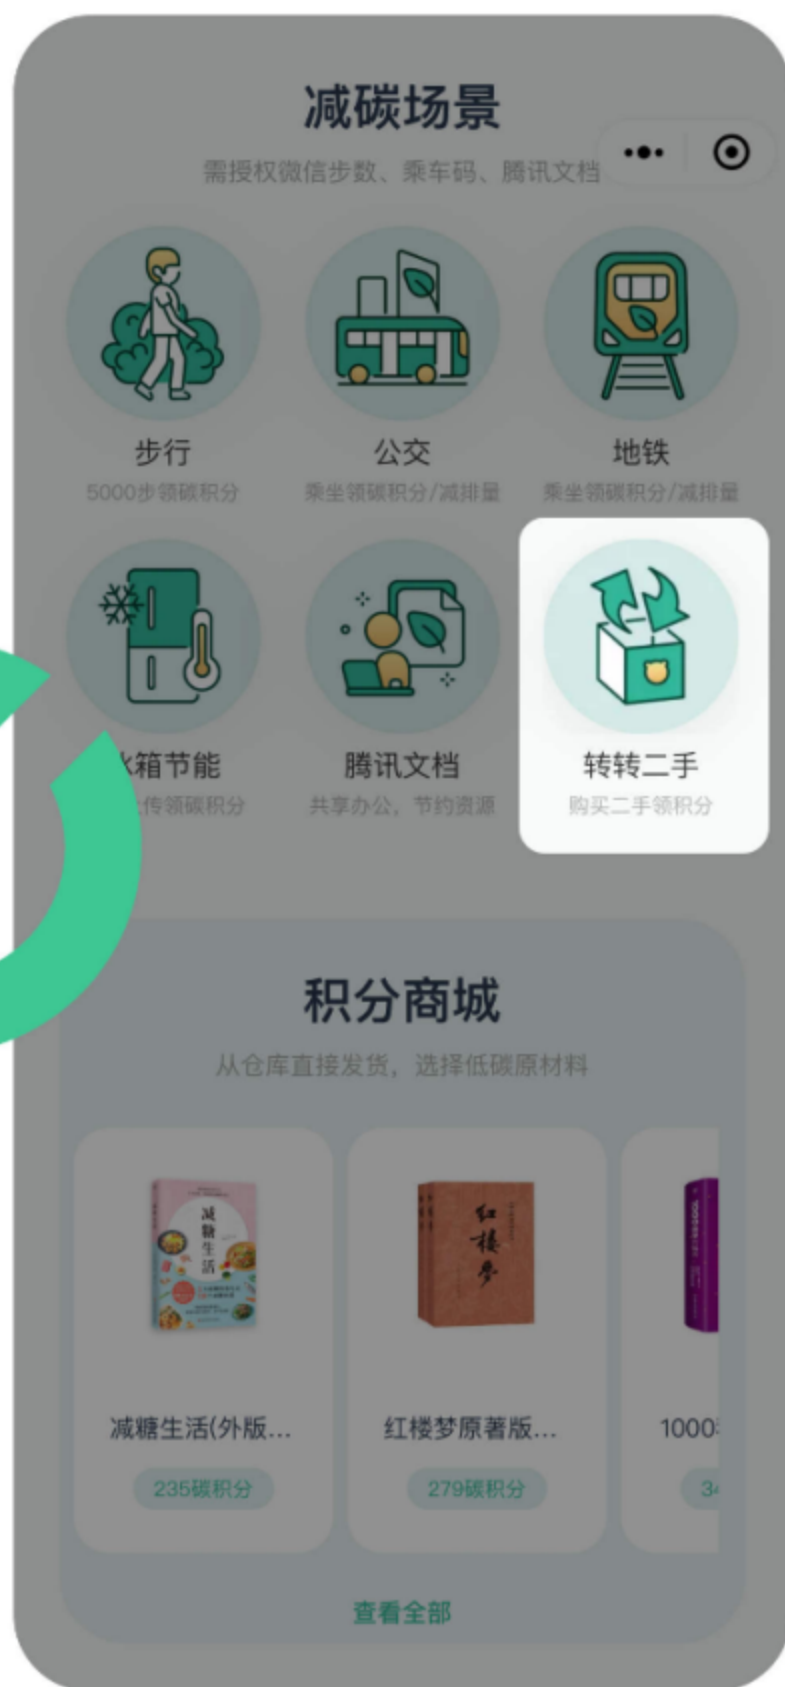 减碳场景
需授权微信步数、乘车码、腾讯文档
步行
公交
地铁
5000步领碳积分
乘坐领碳积分/减排量
乘坐领碳积分/减排量
箱节能
腾讯文档
转转二手
传领碳积分
共享办公，节约资源
购买二手领积分
积分商城
从仓库直接发货，选择低碳原材料
减糖生活
红楼梦
减糖生活(外版...
红楼梦原著版...
1000
235碳积分
279碳积分
34
查看全部